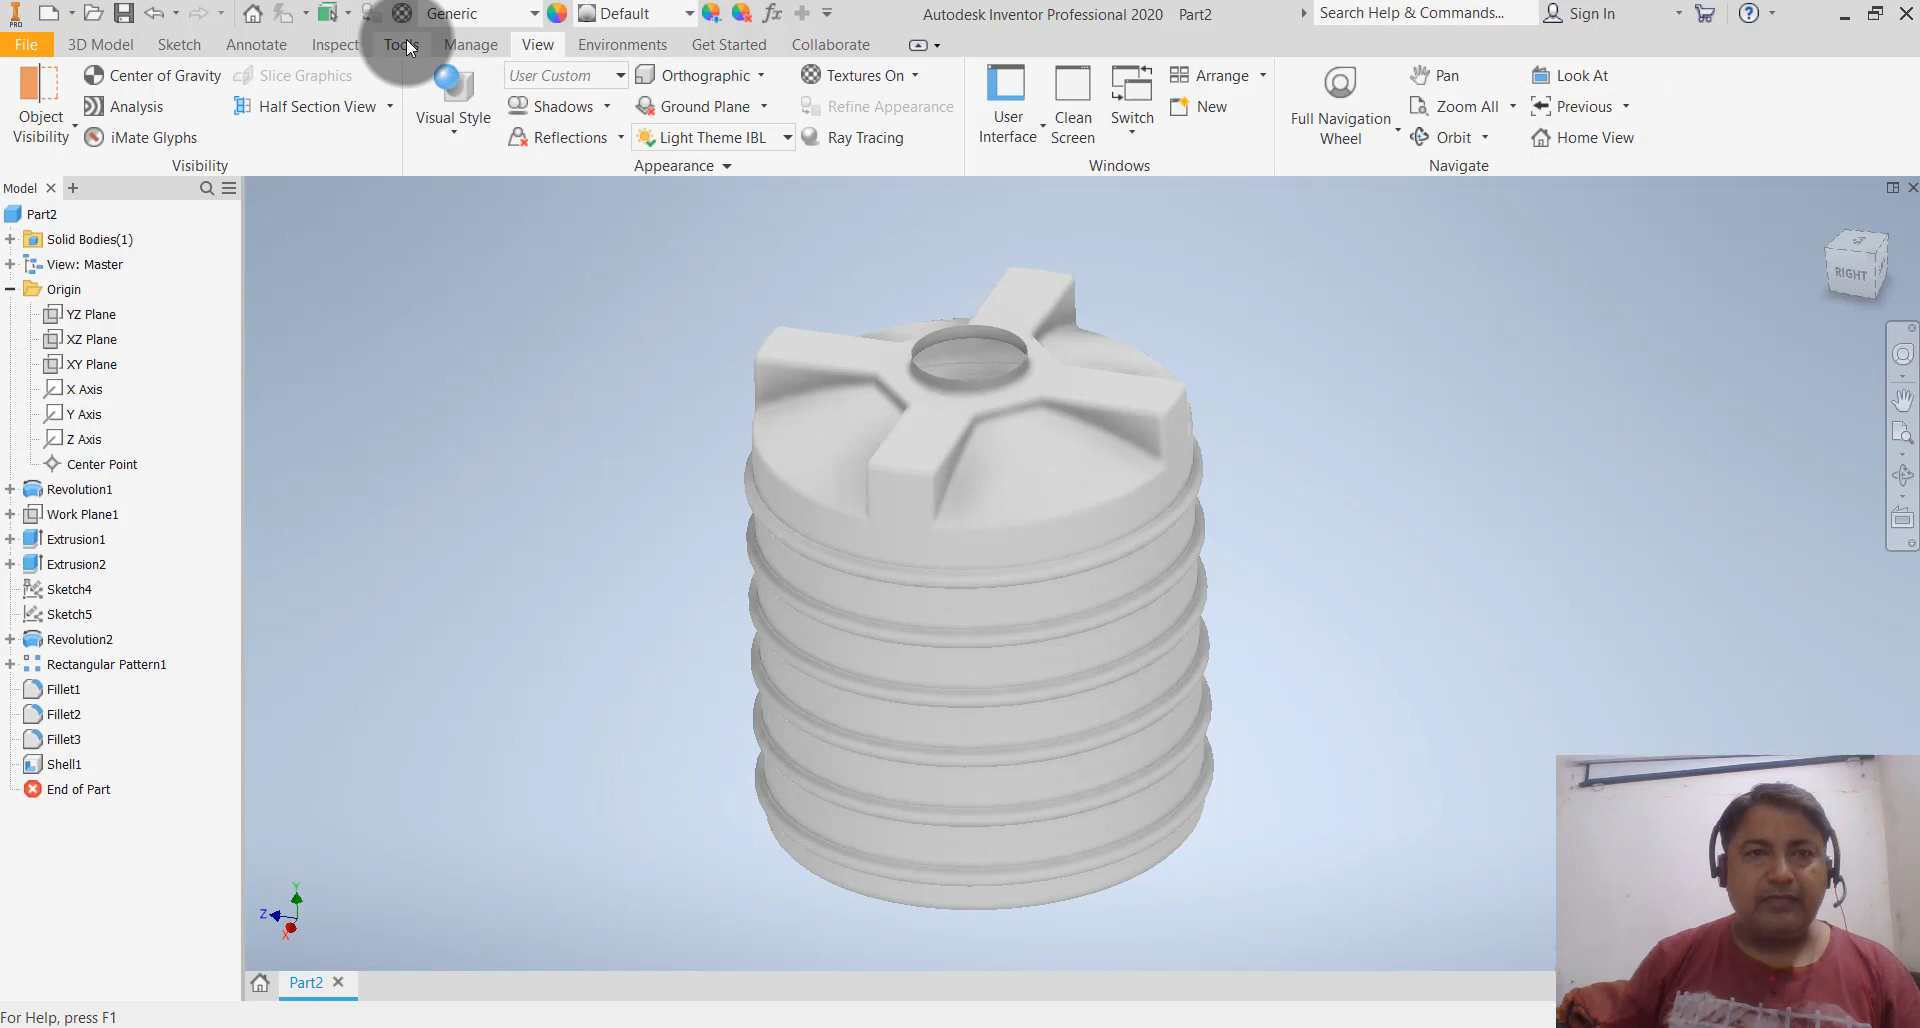 PRO
Generic
Default
fx
Autodesk Inventor Professional 2020 Part2
Search Help & Commands...
Sign In
File
3D Model
Sketch
Annotate
Inspect
Tools
Manage
View
Environments
Get Started
Collaborate
Object Visibility
Center of Gravity
Analysis
iMate Glyphs
Slice Graphics
Half Section View
Visibility
Visual Style
User Custom
Shadows
Reflections
Orthographic
Ground Plane
Light Theme IBL
Textures On
Refine Appearance
Ray Tracing
Appearance
User Interface
Clean Screen
Switch
Arrange
New
Windows
Full Navigation Wheel
Pan
Zoom All
Orbit
Look At
Previous
Home View
Navigate
Model
Part2
Solid Bodies(1)
View: Master
Origin
YZ Plane
XZ Plane
XY Plane
X Axis
Y Axis
Z Axis
Center Point
Revolution1
Work Plane1
Extrusion1
Extrusion2
Sketch4
Sketch5
Revolution2
Rectangular Pattern1
Fillet1
Fillet2
Fillet3
Shell1
End of Part
RIGHT
Y
Z
X
Part2
For Help, press F1